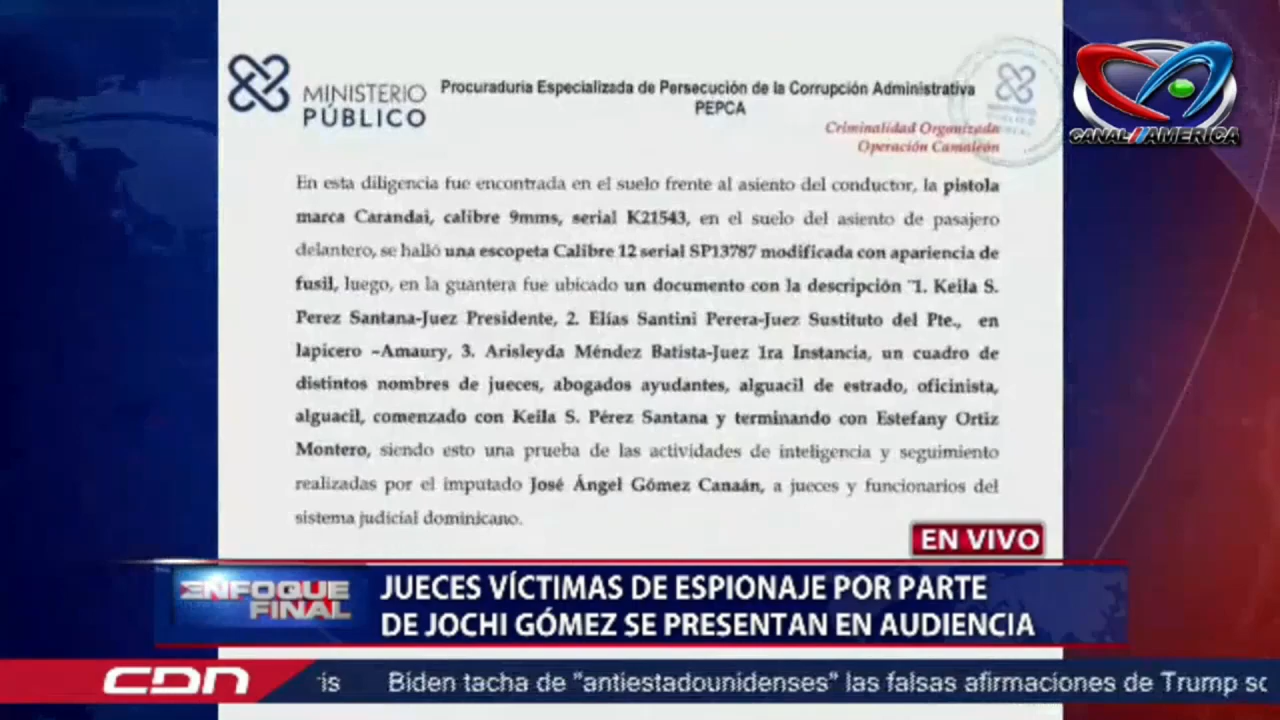 MINISTERIO
PÚBLICO
Procuraduría Especializada de Persecución de la Corrupción Administrativa
PEPCA
Criminalidad Organizada
Operación Camaleón
CANAL AMERICA
En esta diligencia fue encontrada en el suelo frente al asiento del conductor, la pistola
marca Carandai, calibre 9mms, serial K21543, en el suelo del asiento de pasajero
delantero, se halló una escopeta Calibre 12 serial SP13787 modificada con apariencia de
fusil, luego, en la guantera fue ubicado un documento con la descripción "1. Keila S.
Perez Santana-Juez Presidente, 2. Elías Santini Perera-Juez Sustituto del Pte., en
lapicero –Amaury, 3. Arisleyda Méndez Batista-Juez 1ra Instancia, un cuadro de
distintos nombres de jueces, abogados ayudantes, alguacil de estrado, oficinista,
alguacil, comenzado con Keila S. Pérez Santana y terminando con Estefany Ortiz
Montero, siendo esto una prueba de las actividades de inteligencia y seguimiento
realizadas por el imputado José Ángel Gómez Canaán, a jueces y funcionarios del
sistema judicial dominicano.
EN VIVO
ENFOQUE
FINAL
JUECES VÍCTIMAS DE ESPIONAJE POR PARTE
DE JOCHI GÓMEZ SE PRESENTAN EN AUDIENCIA
CDN
ris Biden tacha de "antiestadounidenses" las falsas afirmaciones de Trump so